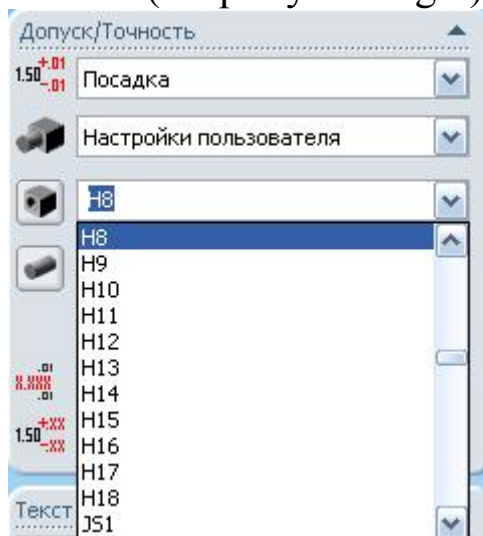 Допуск/Точность
1.50 +.01 -.01
Посадка
Настройки пользователя
H8
H8
H9
H10
H11
H12
H13
H14
H15
H16
H17
H18
JS1
.01
X.XXX
.01
1.50 +XX -XX
Текст